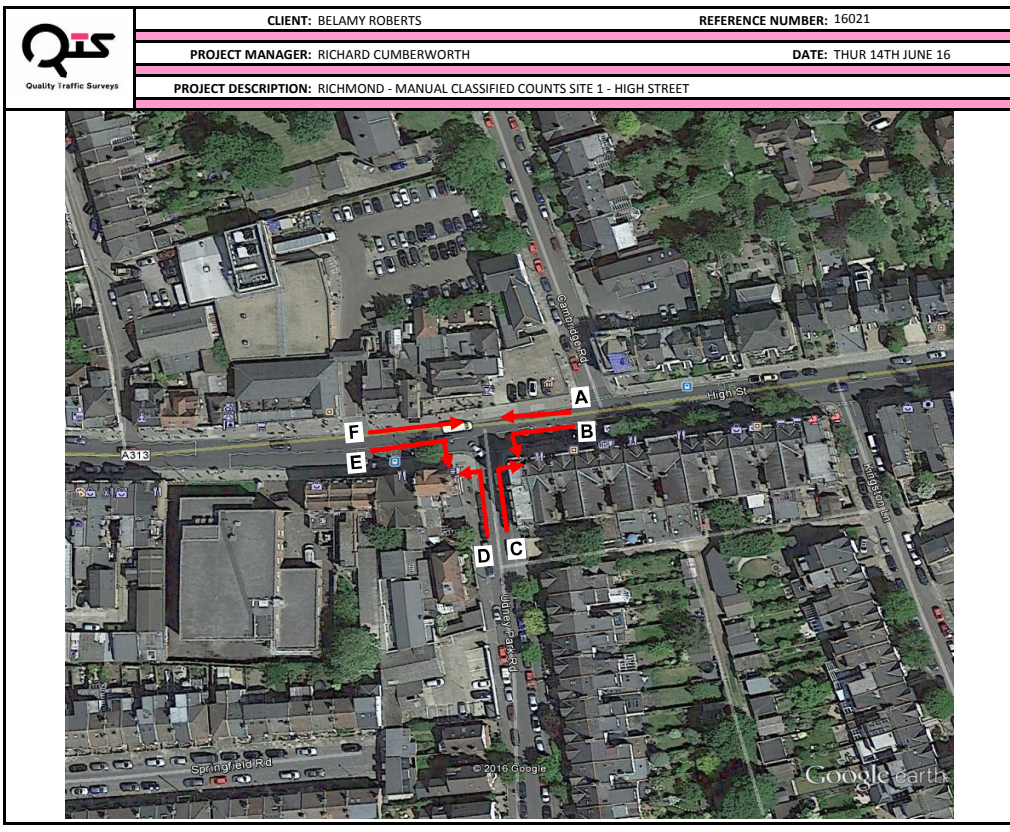 QTS
Quality Traffic Surveys
CLIENT: BELAMY ROBERTS
REFERENCE NUMBER: 16021
PROJECT MANAGER: RICHARD CUMBERWORTH
DATE: THUR 14TH JUNE 16
PROJECT DESCRIPTION: RICHMOND - MANUAL CLASSIFIED COUNTS SITE 1 - HIGH STREET
Cambridge Rd
High St
A
B
F
E
A313
Kingston Ln
D
C
Udney Park Rd
Springfield Rd
© 2016 Google
Google earth